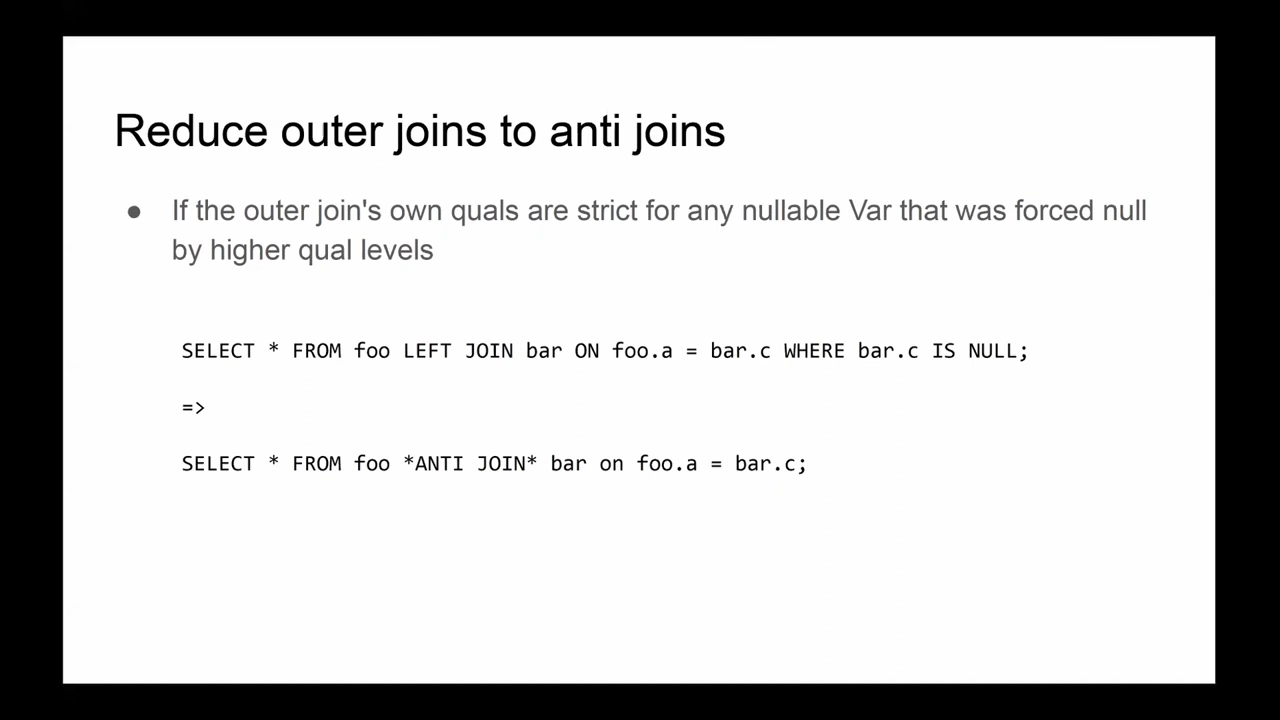 Reduce outer joins to anti joins
● If the outer join's own quals are strict for any nullable Var that was forced null
by higher qual levels
SELECT * FROM foo LEFT JOIN bar ON foo.a = bar.c WHERE bar.c IS NULL;
=>
SELECT * FROM foo *ANTI JOIN* bar on foo.a = bar.c;